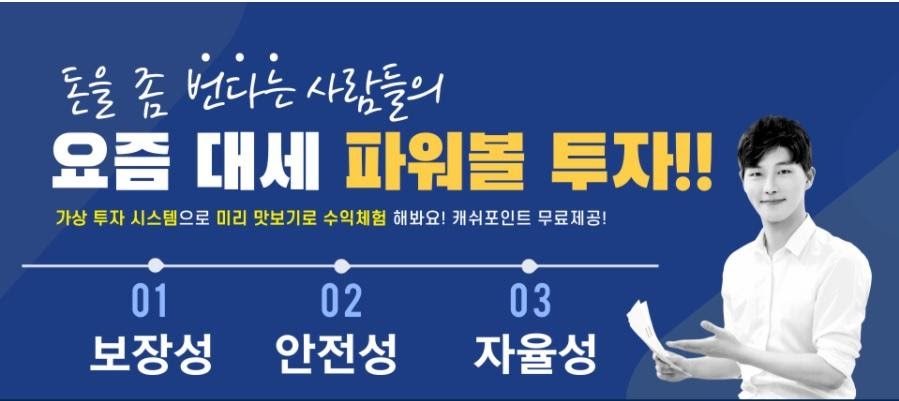 돈을 좀 번다는 사람들의
요즘 대세 파워볼 투자!!
가상 투자 시스템으로 미리 맛보기로 수익체험 해봐요! 캐쉬포인트 무료제공!
01 02 03
보장성 안전성 자율성